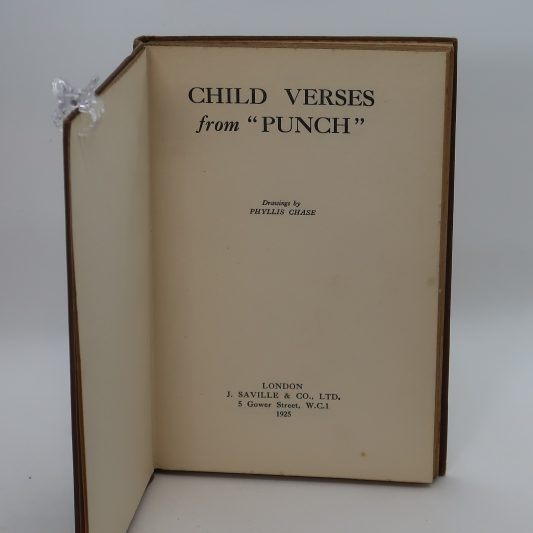 CHILD VERSES
from "PUNCH"
Drawings by
PHYLLIS CHASE
LONDON
J. SAVILLE & CO., LTD.
5 Gower Street, W.C.1
1925